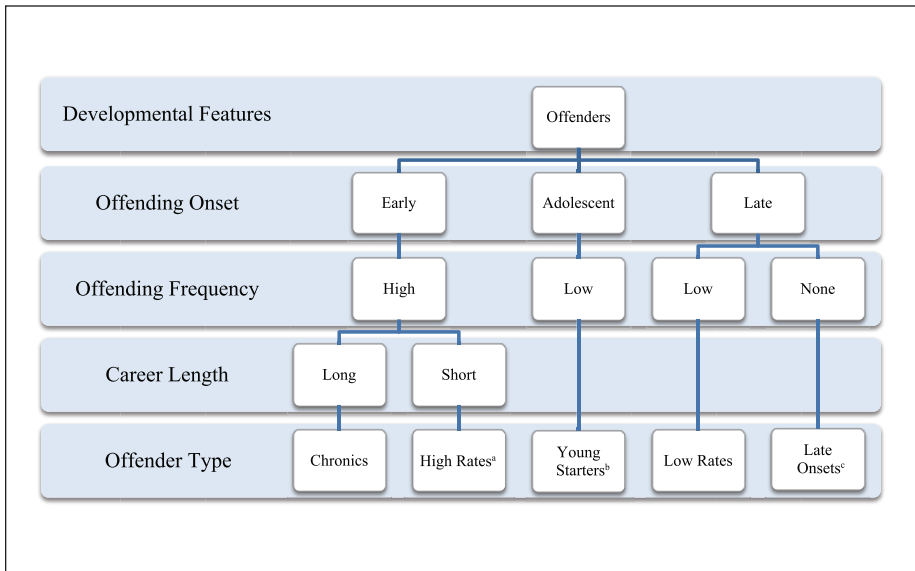 Developmental Features
Offenders
Offending Onset
Early
Adolescent
Late
Offending Frequency
High
Low
Low
None
Career Length
Long
Short
Offender Type
Chronics
High Ratesᵃ
Young
Startersᵇ
Low Rates
Late
Onsetsᶜ